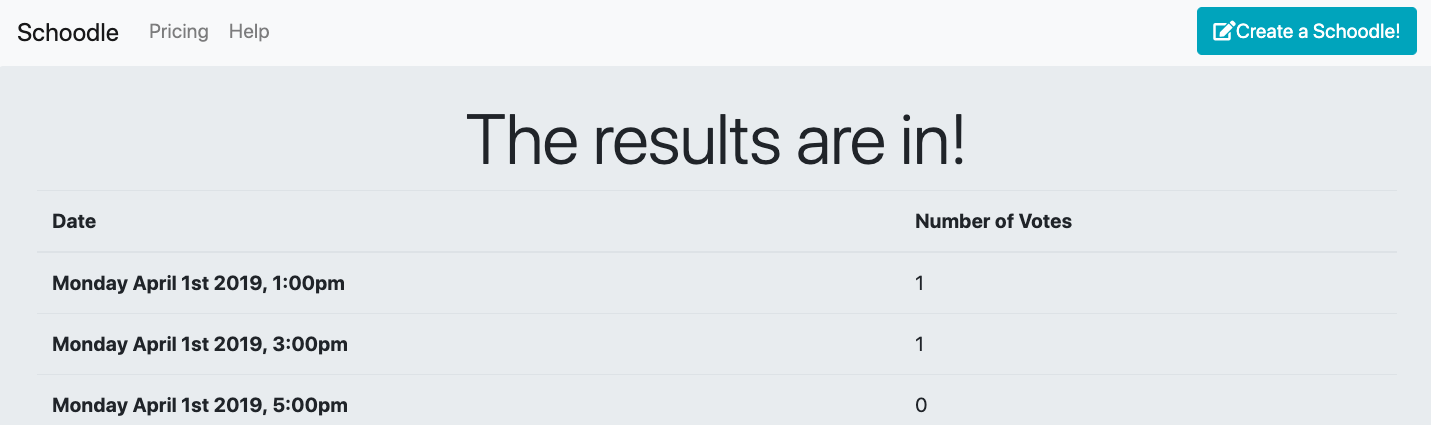 Schoodle Pricing Help Create a Schoodle!
The results are in!
Date Number of Votes
Monday April 1st 2019, 1:00pm 1
Monday April 1st 2019, 3:00pm 1
Monday April 1st 2019, 5:00pm 0